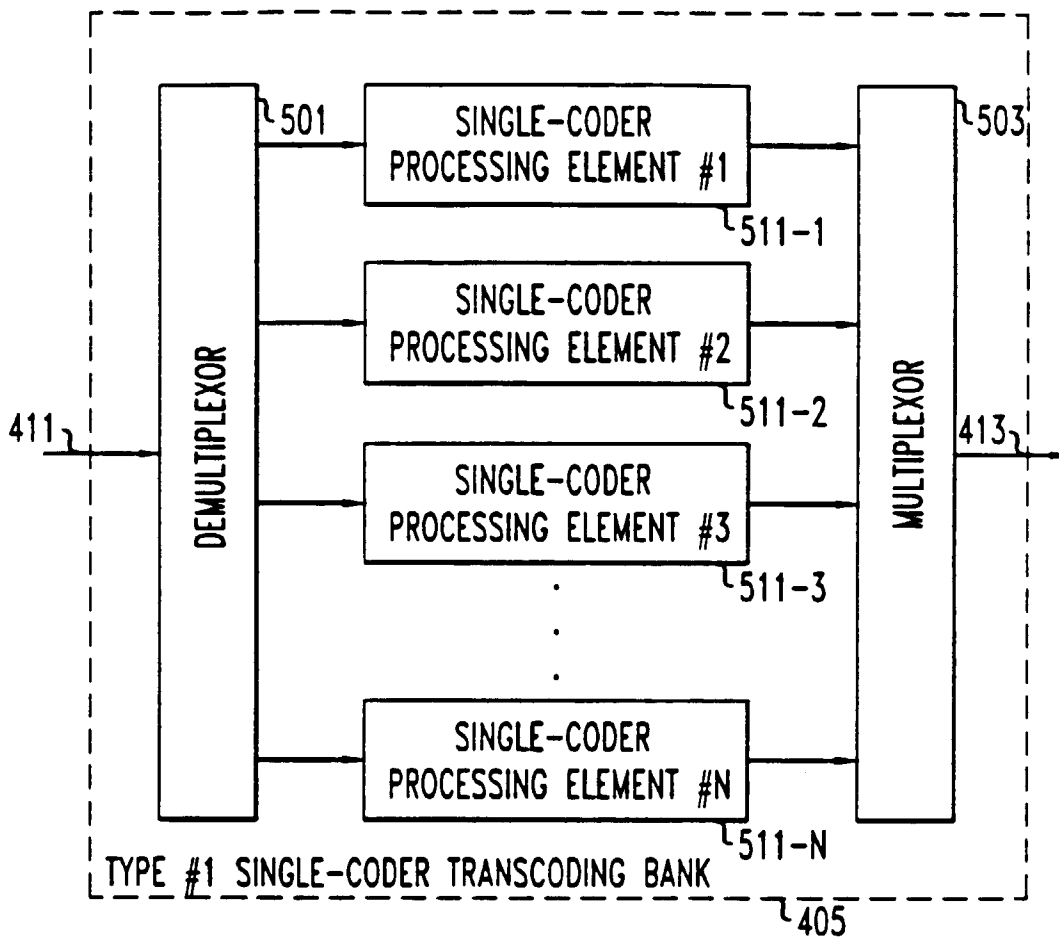 501
SINGLE-CODER
PROCESSING ELEMENT #1
511-1
503
SINGLE-CODER
PROCESSING ELEMENT #2
511-2
411
DEMULTIPLEXOR
MULTIPLEXOR
413
SINGLE-CODER
PROCESSING ELEMENT #3
511-3
SINGLE-CODER
PROCESSING ELEMENT #N
511-N
TYPE #1 SINGLE-CODER TRANSCODING BANK
405